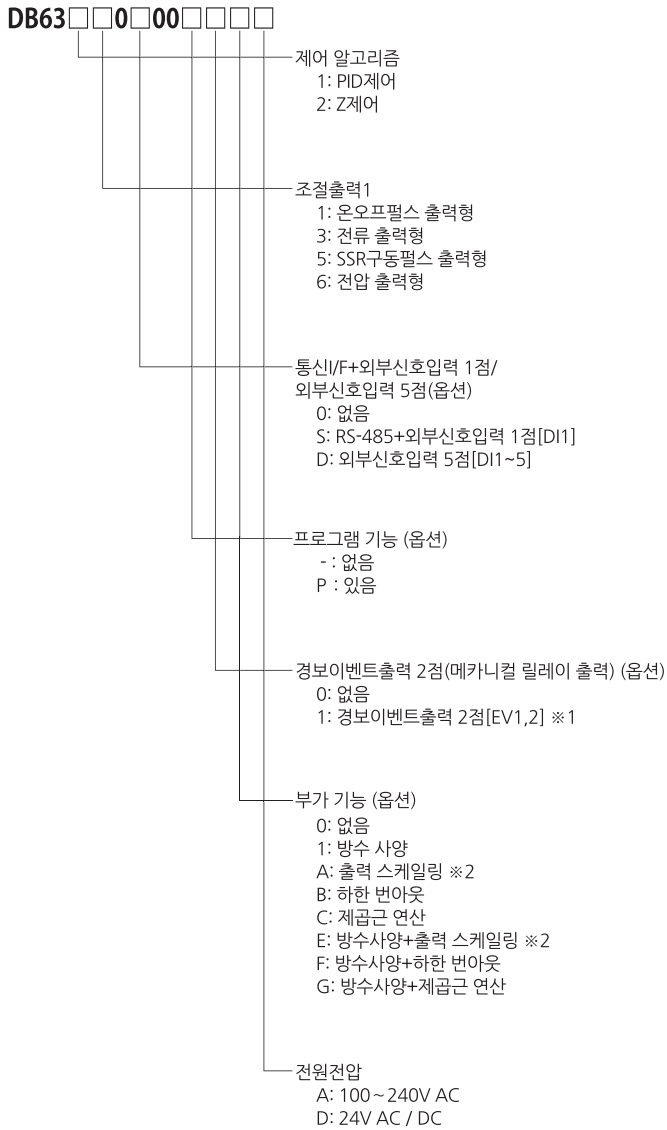 DB63□□0□00□□□□
제어 알고리즘
1: PID제어
2: Z제어
조절출력1
1: 온오프펄스 출력형
3: 전류 출력형
5: SSR구동펄스 출력형
6: 전압 출력형
통신I/F+외부신호입력 1점/
외부신호입력 5점(옵션)
0: 없음
S: RS-485+외부신호입력 1점[DI1]
D: 외부신호입력 5점[DI1~5]
프로그램 기능 (옵션)
- : 없음
P : 있음
경보이벤트출력 2점(메카니컬 릴레이 출력) (옵션)
0: 없음
1: 경보이벤트출력 2점[EV1,2] ※1
부가 기능 (옵션)
0: 없음
1: 방수 사양
A: 출력 스케일링 ※2
B: 하한 번아웃
C: 제곱근 연산
E: 방수사양+출력 스케일링 ※2
F: 방수사양+하한 번아웃
G: 방수사양+제곱근 연산
전원전압
A: 100~240V AC
D: 24V AC / DC